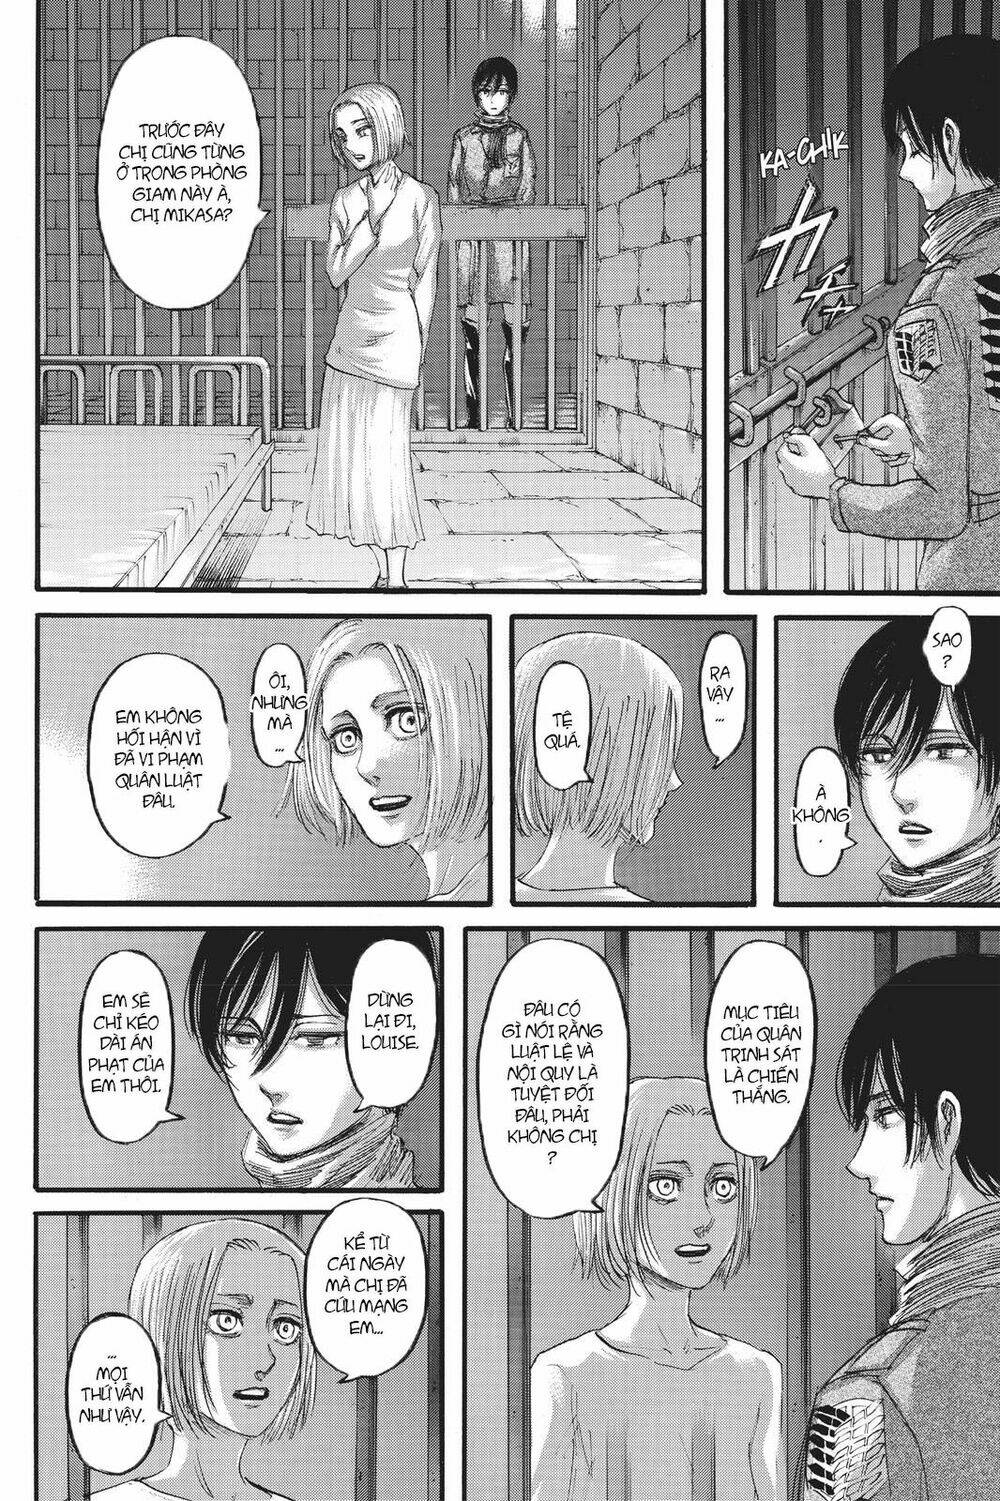 KA-CHIK
カチャ
TRƯỚC ĐÂY
CHỊ CŨNG TỪNG
Ở TRONG PHÒNG
GIAM NÀY À,
CHỊ MIKASA?
SAO
?
À
KHÔNG
.
RA
VẬY
...
TỆ
QUÁ.
ÔI,
NHƯNG
MÀ
...
EM KHÔNG
HỐI HẬN VÌ
ĐÃ VI PHẠM
QUÂN LUẬT
ĐÂU.
MỤC TIÊU
CỦA QUÂN
TRINH SÁT
LÀ CHIẾN
THẮNG.
ĐÂU CÓ
GÌ NÓI RẰNG
LUẬT LỆ VÀ
NỘI QUY LÀ
TUYỆT ĐỐI
ĐÂU, PHẢI
KHÔNG CHỊ
?
DỪNG
LẠI ĐI,
LOUISE.
EM SẼ
CHỈ KÉO
DÀI ÁN
PHẠT CỦA
EM THÔI.
KỂ TỪ
CÁI NGÀY
MÀ CHỊ ĐÃ
CỨU MẠNG
EM...
...
MỌI
THỨ VẪN
NHƯ VẬY.